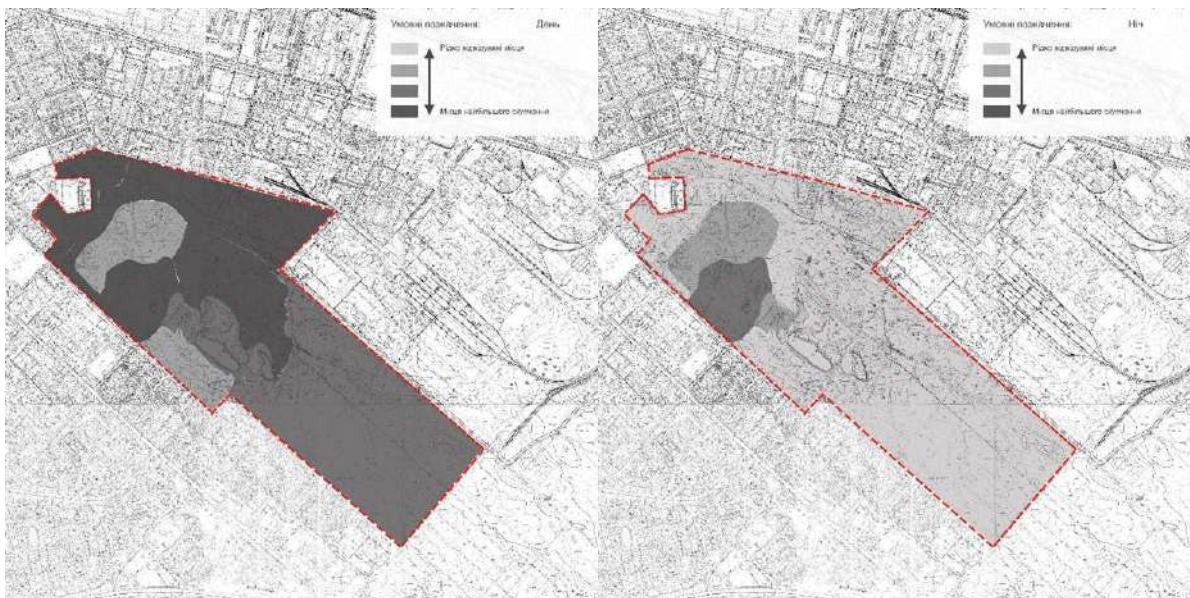 Умовні позначення: День
Рідко відвідувані місця
Місця найбільшого скупчення
Умовні позначення: Ніч
Рідко відвідувані місця
Місця найбільшого скупчення